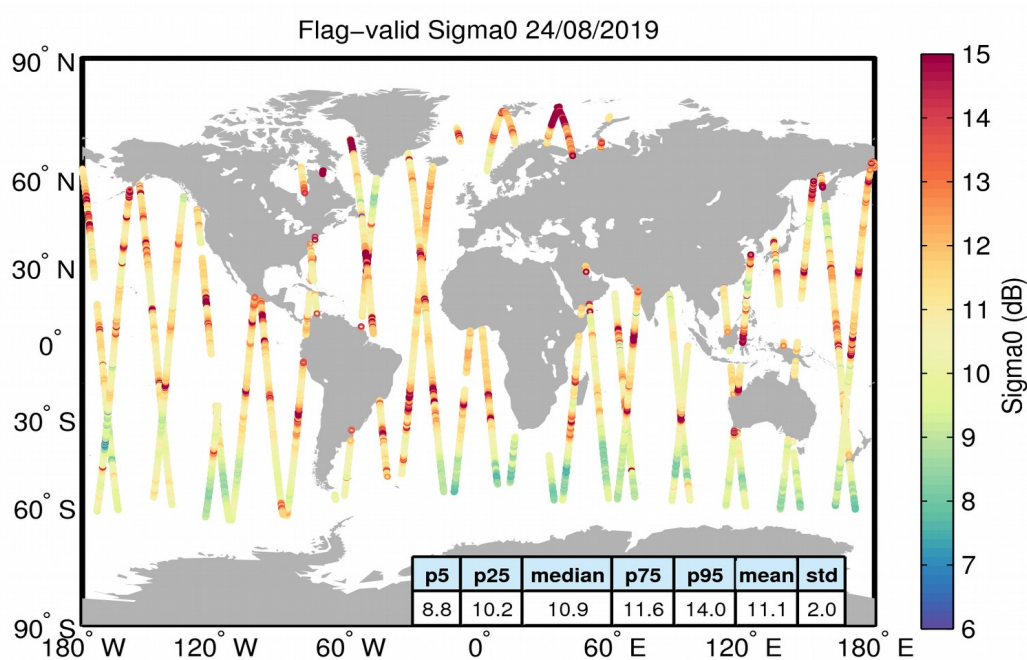 Flag−valid Sigma0 24/08/2019
90° N
60° N
30° N
0°
30° S
60° S
90° S
180° W
120° W
60° W
0°
60° E
120° E
180° E
p5 p25 median p75 p95 mean std
8.8 10.2 10.9 11.6 14.0 11.1 2.0
15
14
13
12
11
10
9
8
7
6
Sigma0 (dB)